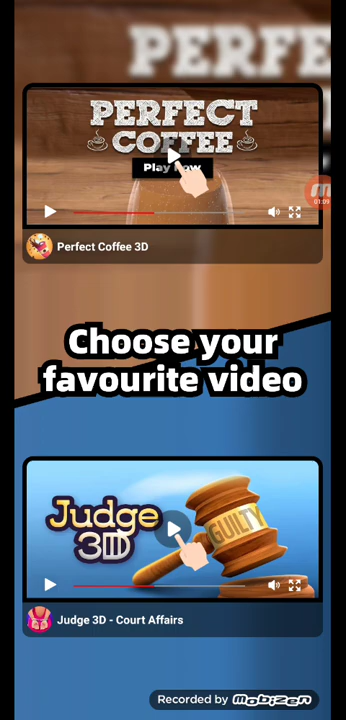 PERFE
PERFECT
COFFEE
Play Now
01:09
Perfect Coffee 3D
Choose your
favourite video
Judge
3D
GUILTY
Judge 3D - Court Affairs
Recorded by MOBIZEN